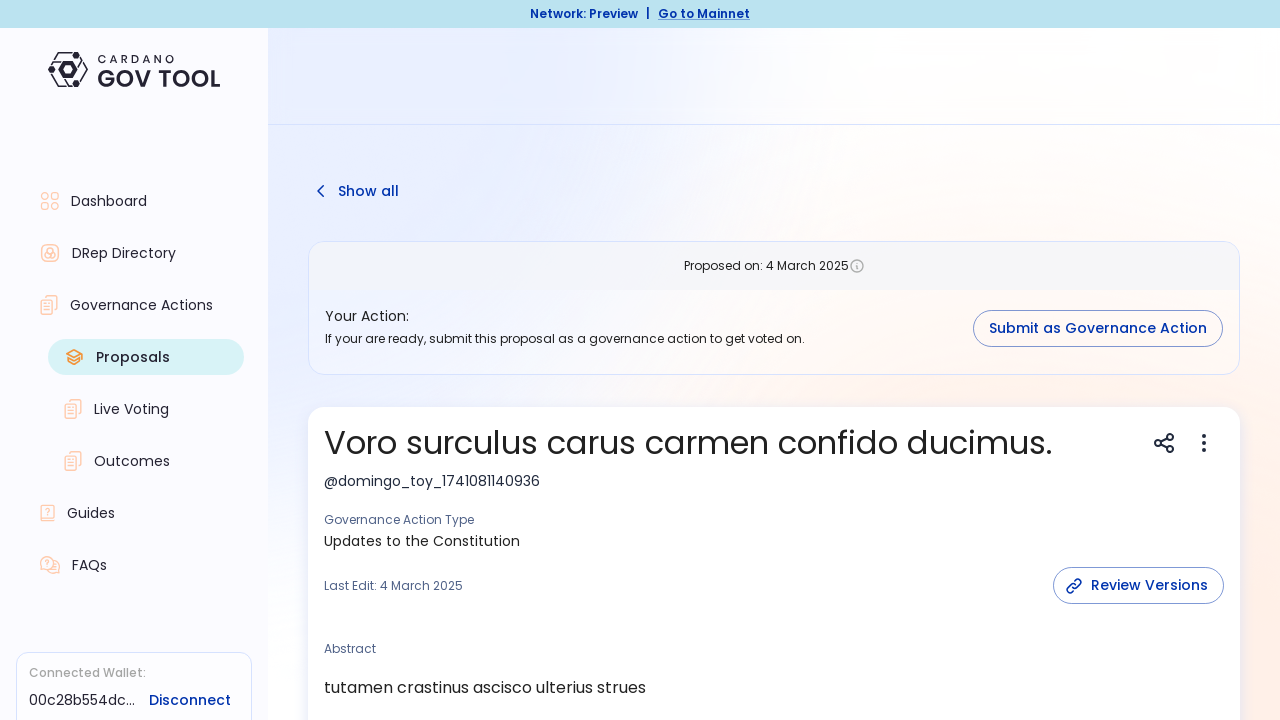 Network: Preview | Go to Mainnet
CARDANO
GOV TOOL
Dashboard
DRep Directory
Governance Actions
Proposals
Live Voting
Outcomes
Guides
FAQs
Connected Wallet:
00c28b554dc... Disconnect
Show all
Proposed on: 4 March 2025
Your Action:
If your are ready, submit this proposal as a governance action to get voted on.
Submit as Governance Action
Voro surculus carus carmen confido ducimus.
@domingo_toy_1741081140936
Governance Action Type
Updates to the Constitution
Last Edit: 4 March 2025
Review Versions
Abstract
tutamen crastinus ascisco ulterius strues